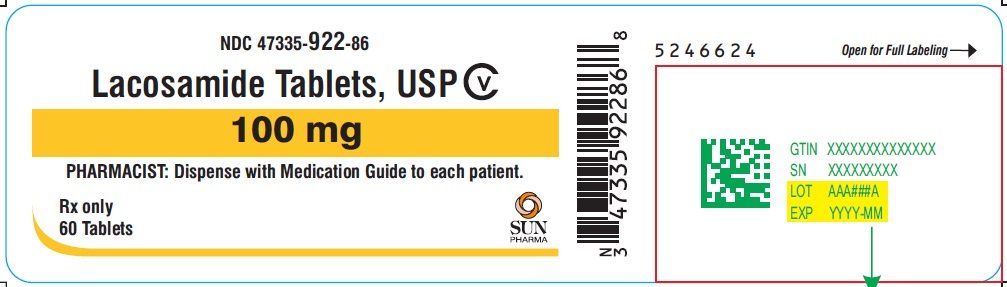 NDC 47335-922-86
Lacosamide Tablets, USP CV
100 mg
PHARMACIST: Dispense with Medication Guide to each patient.
Rx only
60 Tablets
SUN
PHARMA
N
3 47335 92286 8
5246624
Open for Full Labeling
GTIN XXXXXXXXXXXXXX
SN XXXXXXXXX
LOT AAA###A
EXP YYYY-MM